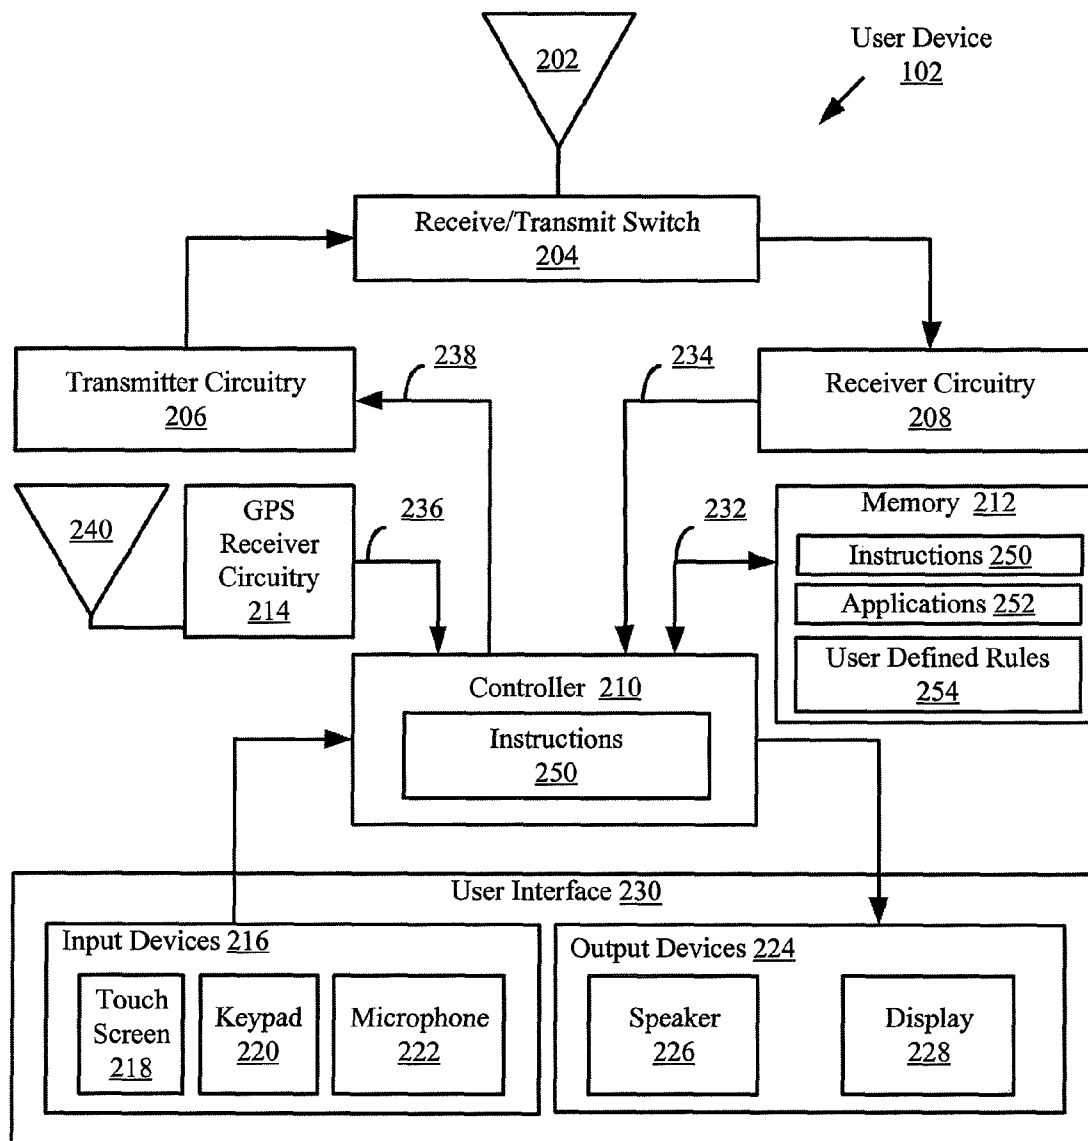 202
User Device
102
Receive/Transmit Switch
204
238
234
Transmitter Circuitry
206
Receiver Circuitry
208
240
GPS
Receiver
Circuitry
214
236
232
Memory 212
Instructions 250
Applications 252
User Defined Rules
254
Controller 210
Instructions
250
User Interface 230
Input Devices 216
Touch
Screen
218
Keypad
220
Microphone
222
Output Devices 224
Speaker
226
Display
228